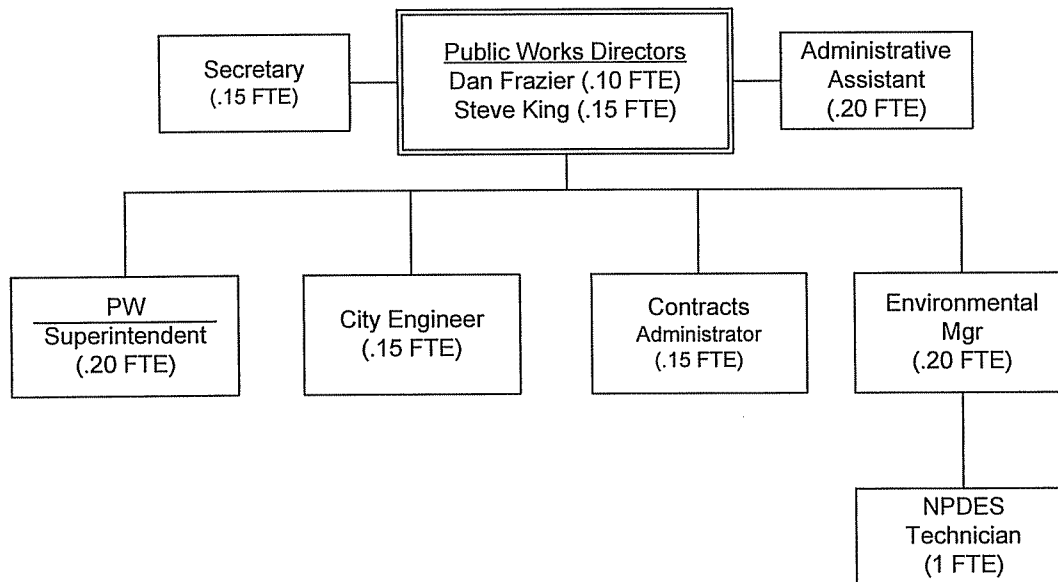 Secretary
(.15 FTE)
Public Works Directors
Dan Frazier (.10 FTE)
Steve King (.15 FTE)
Administrative
Assistant
(.20 FTE)
PW
Superintendent
(.20 FTE)
City Engineer
(.15 FTE)
Contracts
Administrator
(.15 FTE)
Environmental
Mgr
(.20 FTE)
NPDES
Technician
(1 FTE)